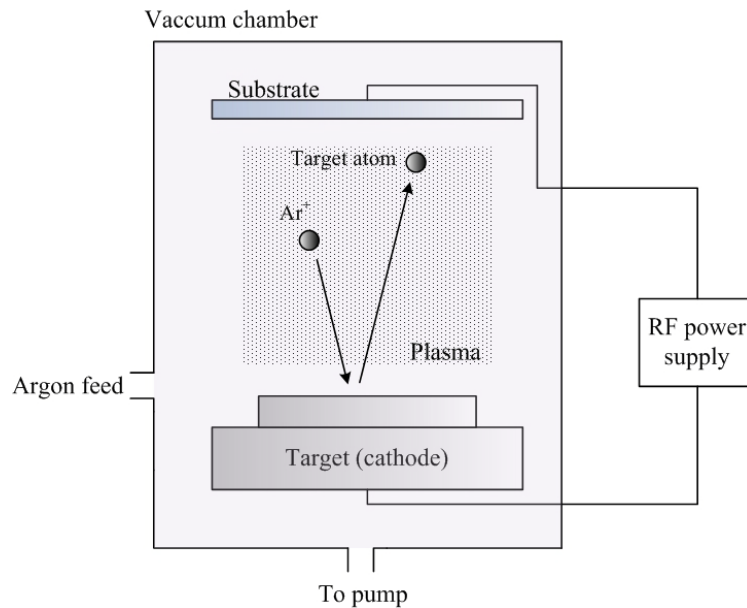 Vaccum chamber
Substrate
Target atom
Ar+
Plasma
RF power
supply
Argon feed
Target (cathode)
To pump